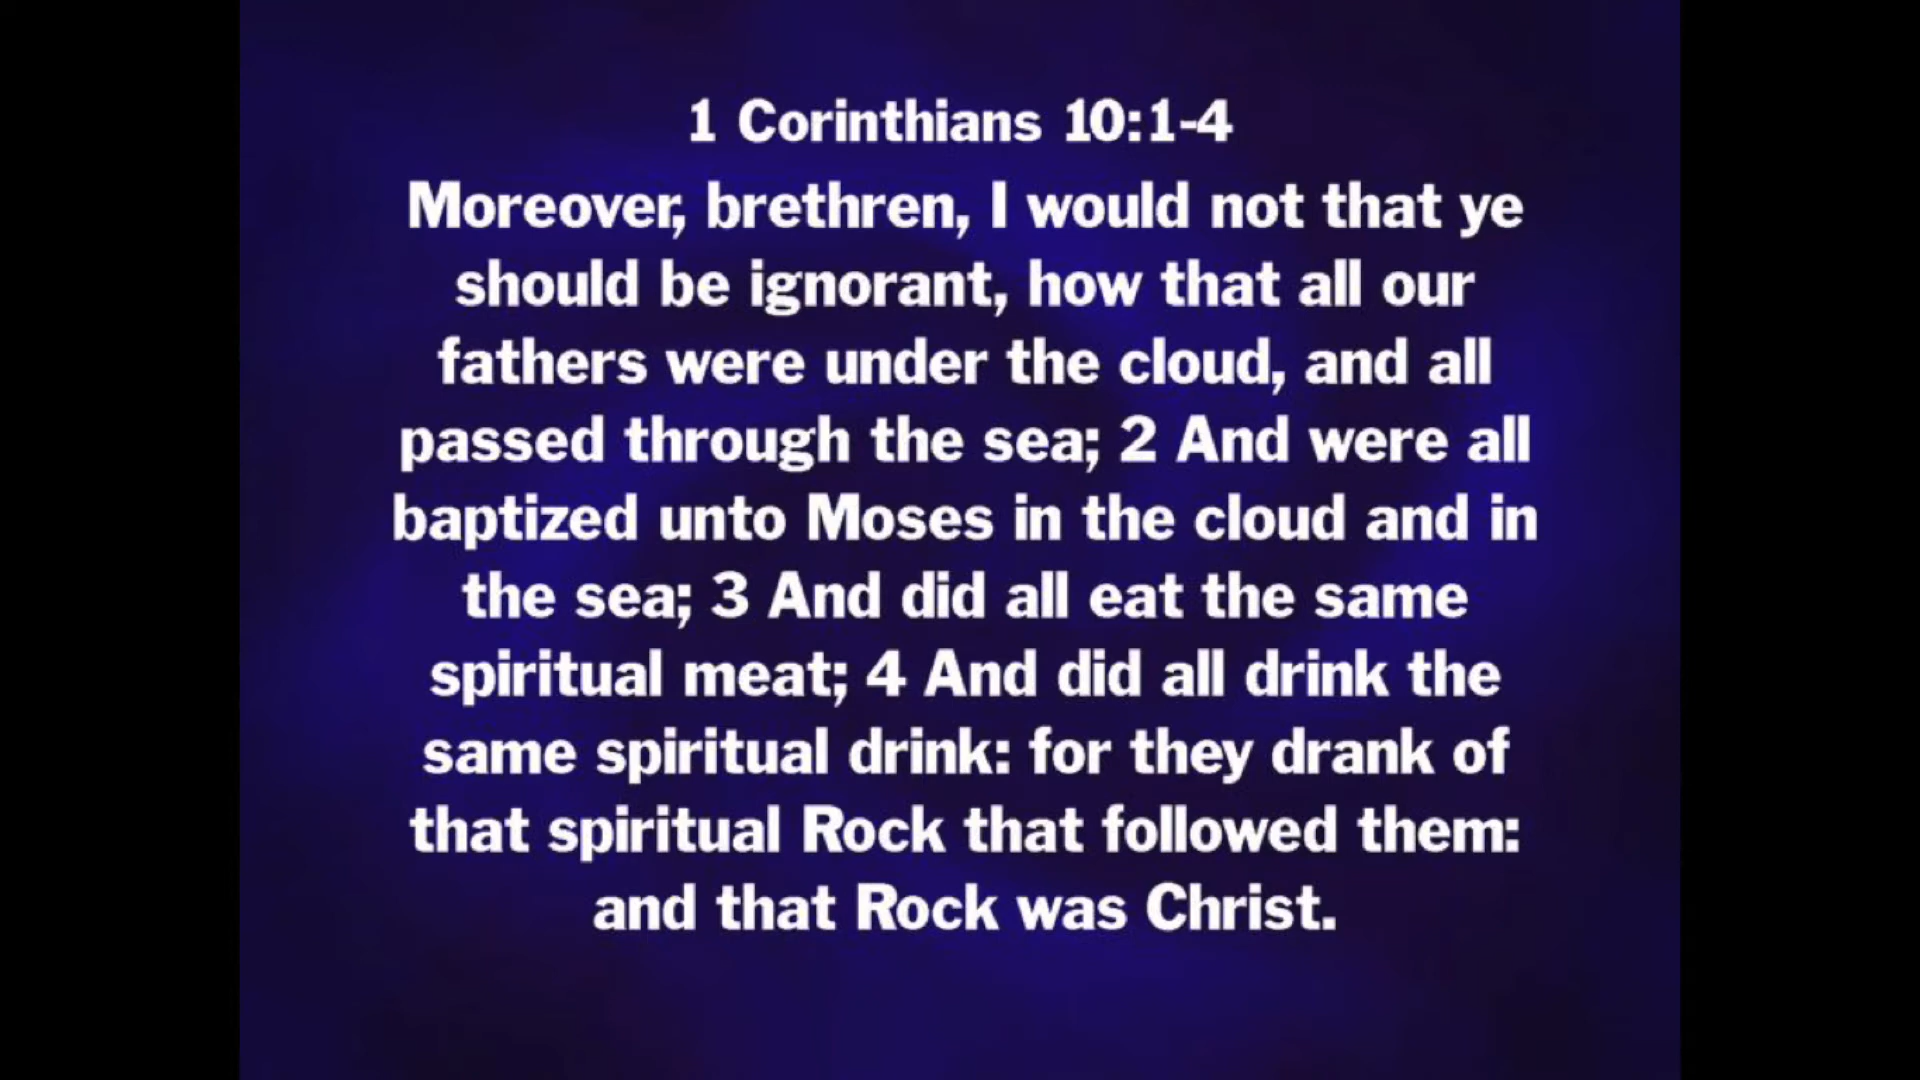 1 Corinthians 10:1-4
Moreover, brethren, I would not that ye
should be ignorant, how that all our
fathers were under the cloud, and all
passed through the sea; 2 And were all
baptized unto Moses in the cloud and in
the sea; 3 And did all eat the same
spiritual meat; 4 And did all drink the
same spiritual drink: for they drank of
that spiritual Rock that followed them:
and that Rock was Christ.